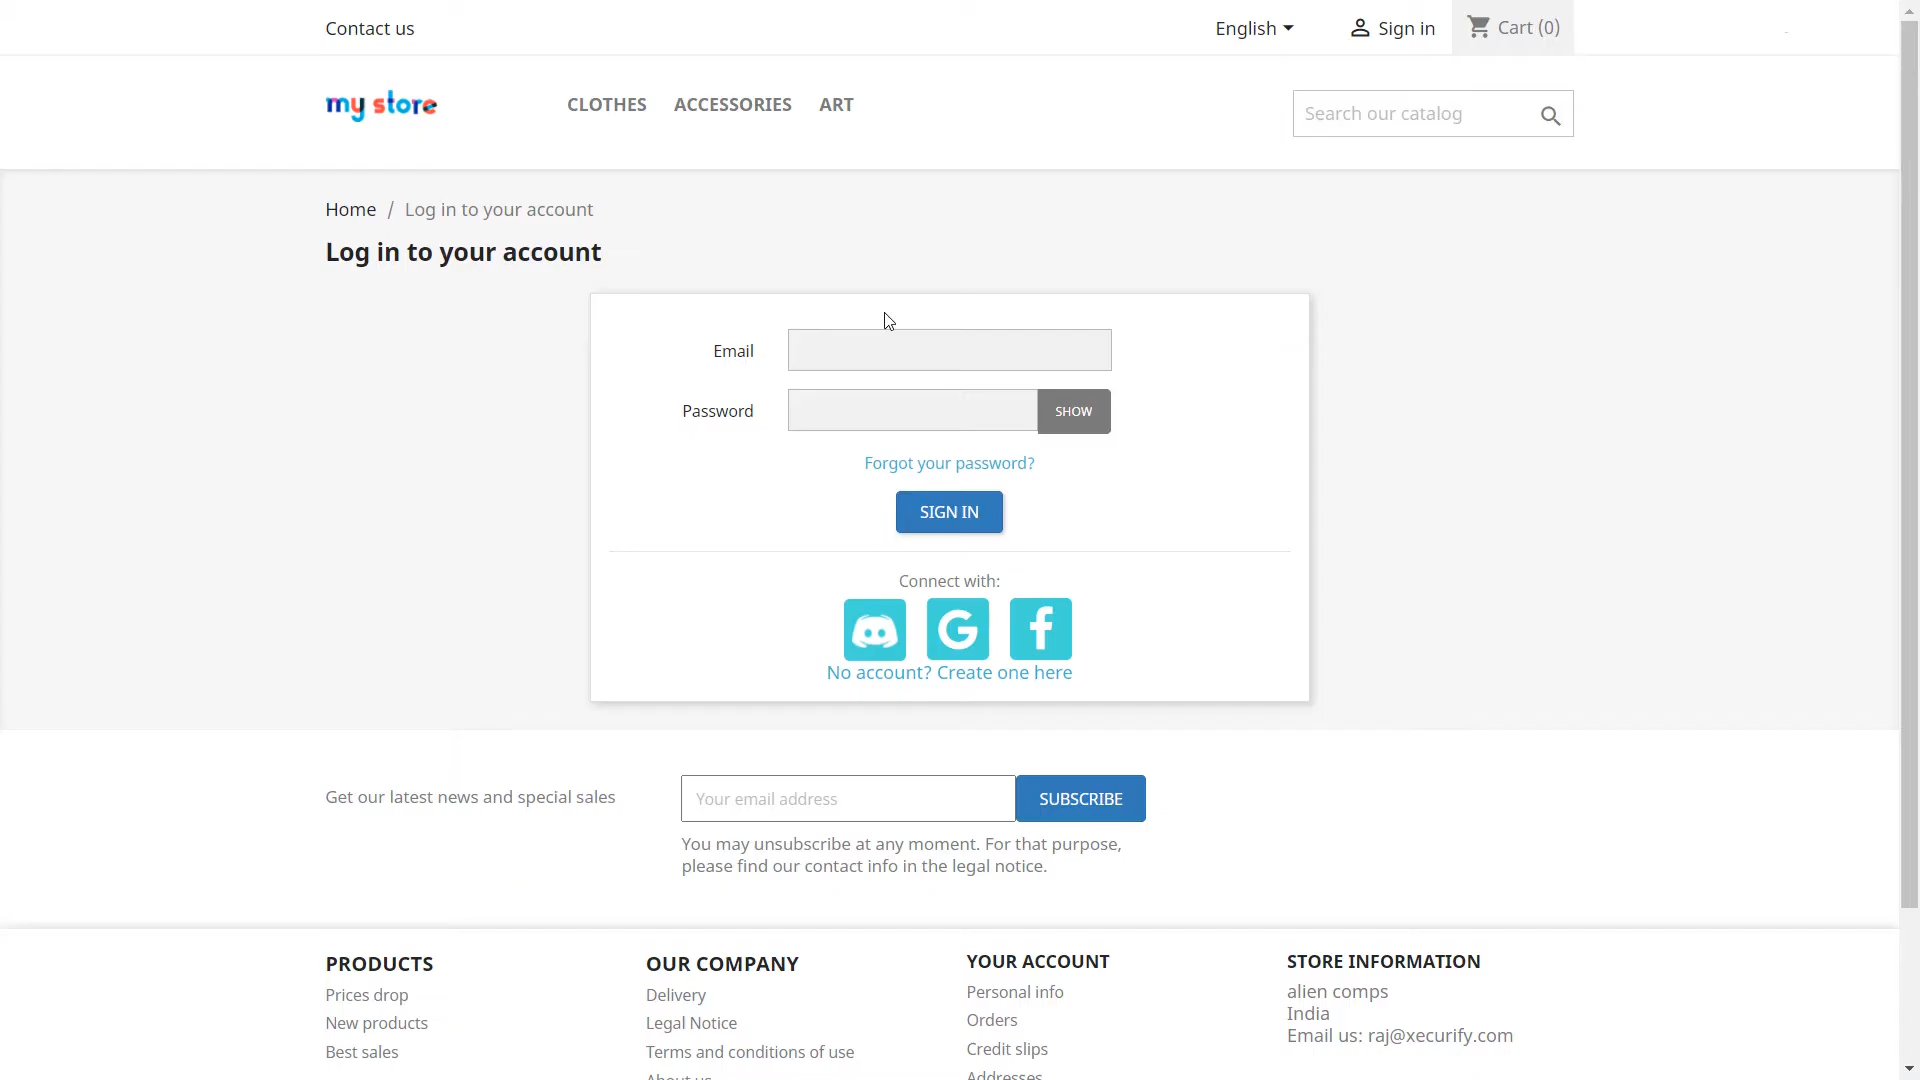 Contact us
English
Sign in
Cart (0)
my store
CLOTHES
ACCESSORIES
ART
Search our catalog
Home / Log in to your account
Log in to your account
Email
Password
SHOW
Forgot your password?
SIGN IN
Connect with:
No account? Create one here
Get our latest news and special sales
Your email address
SUBSCRIBE
You may unsubscribe at any moment. For that purpose,
please find our contact info in the legal notice.
PRODUCTS
Prices drop
New products
Best sales
OUR COMPANY
Delivery
Legal Notice
Terms and conditions of use
About us
YOUR ACCOUNT
Personal info
Orders
Credit slips
Addresses
STORE INFORMATION
alien comps
India
Email us: raj@xecurify.com